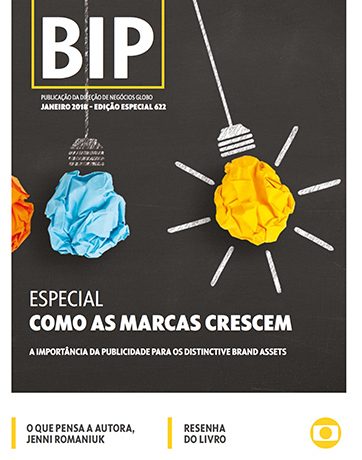 BIP
PUBLICAÇÃO DA DIREÇÃO DE NEGÓCIOS GLOBO
JANEIRO 2018 - EDIÇÃO ESPECIAL 622
ESPECIAL
COMO AS MARCAS CRESCEM
A IMPORTÂNCIA DA PUBLICIDADE PARA OS DISTINCTIVE BRAND ASSETS
O QUE PENSA A AUTORA,
JENNI ROMANIUK
RESENHA
DO LIVRO